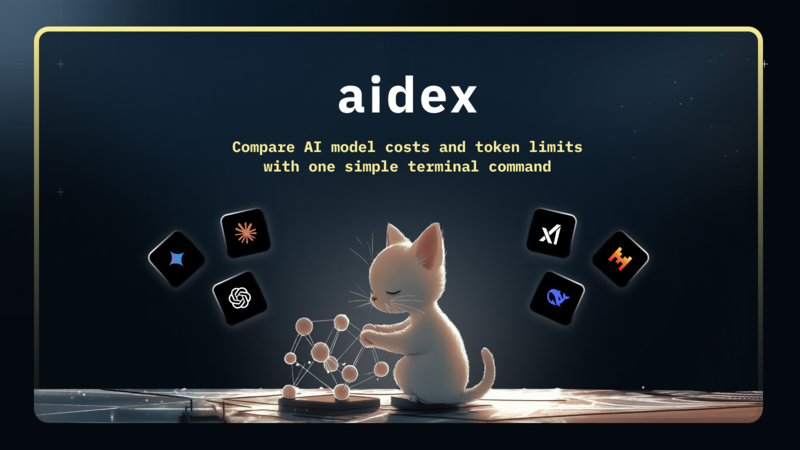 aidex
Compare AI model costs and token limits
with one simple terminal command